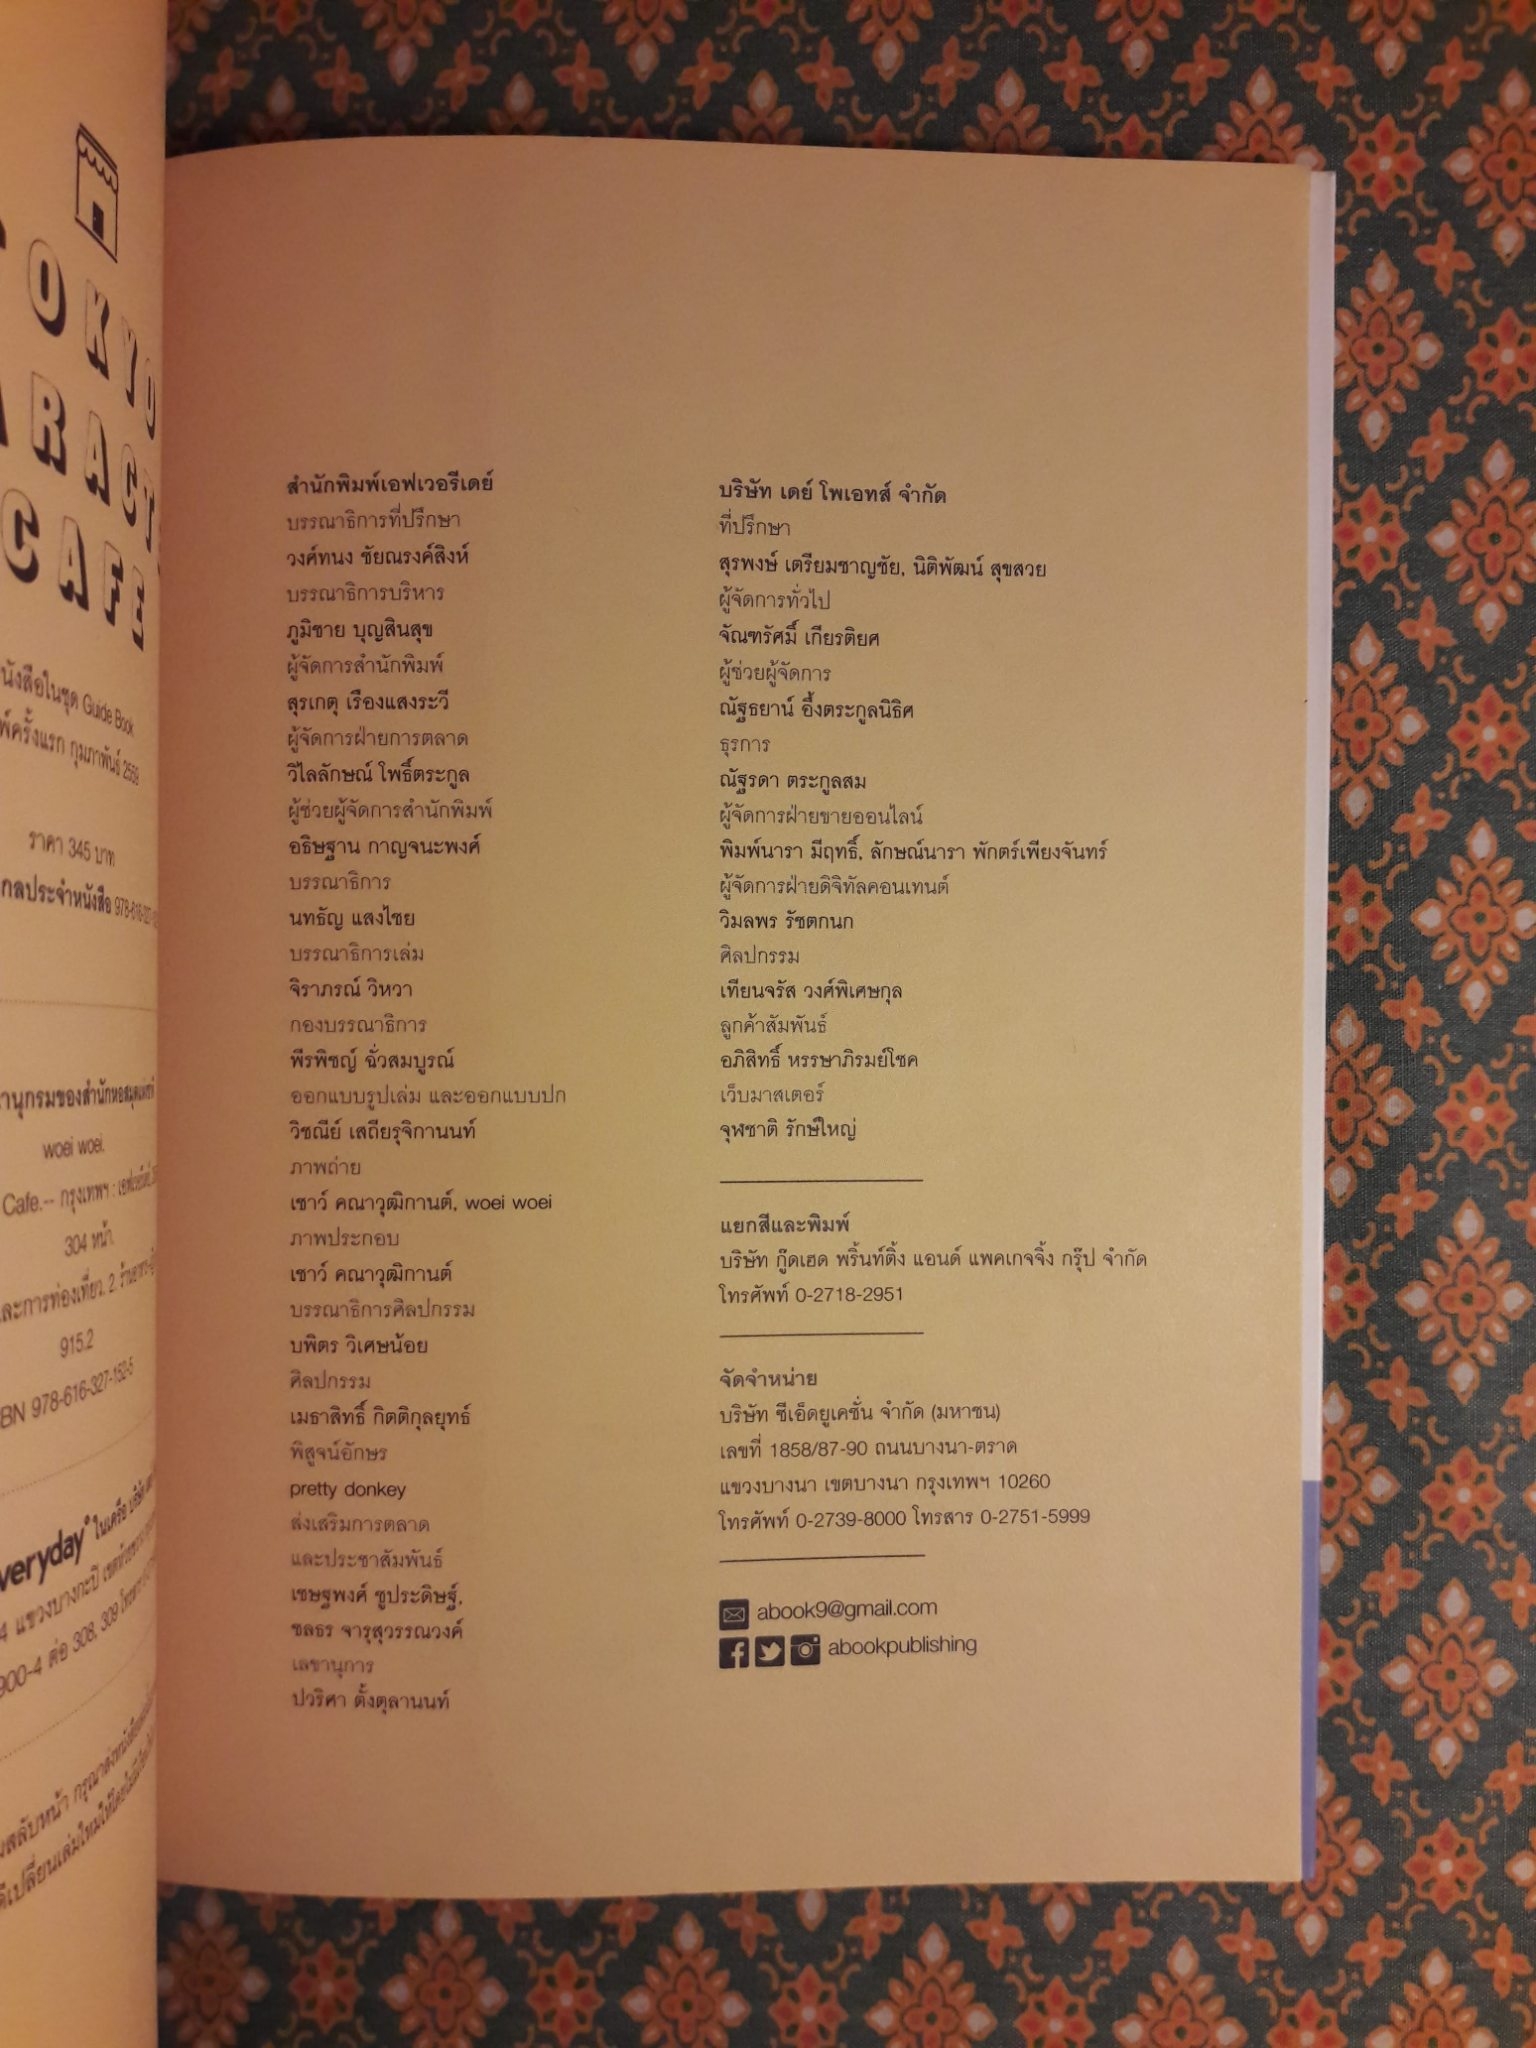 TOKYO
CAFE
Guide Book
กุมภาพันธ์ 2559
ราคา 345 บาท
woei woei.
Cafe.-- กรุงเทพฯ :
304 หน้า
915.2
978-616-327-152-5
สำนักพิมพ์เอฟเวอรีเดย์
บรรณาธิการที่ปรึกษา
วงศ์ทนง ชัยณรงค์สิงห์
บรรณาธิการบริหาร
ภูมิชาย บุญสินสุข
ผู้จัดการสำนักพิมพ์
สุรเกตุ เรืองแสงระวี
ผู้จัดการฝ่ายการตลาด
วิไลลักษณ์ โพธิ์ตระกูล
ผู้ช่วยผู้จัดการสำนักพิมพ์
อธิษฐาน กาญจนะพงศ์
บรรณาธิการ
นทธัญ แสงไชย
บรรณาธิการเล่ม
จิราภรณ์ วิหวา
กองบรรณาธิการ
พีรพิชญ์ ฉั่วสมบูรณ์
ออกแบบรูปเล่ม และออกแบบปก
วิชณีย์ เสถียรุจิกานนท์
ภาพถ่าย
เชาว์ คณาวุฒิกานต์, woei woei
ภาพประกอบ
เชาว์ คณาวุฒิกานต์
บรรณาธิการศิลปกรรม
บพิตร วิเศษน้อย
ศิลปกรรม
เมธาสิทธิ์ กิตติกุลยุทธ์
พิสูจน์อักษร
pretty donkey
ส่งเสริมการตลาด
และประชาสัมพันธ์
เชษฐพงศ์ ชูประดิษฐ์,
ชลธร จารุสุวรรณวงค์
เลขานุการ
ปวริศา ตั้งตุลานนท์
บริษัท เดย์ โพเอทส์ จำกัด
ที่ปรึกษา
สุรพงษ์ เตรียมชาญชัย, นิติพัฒน์ สุขสวย
ผู้จัดการทั่วไป
จัณฑรัศมิ์ เกียรติยศ
ผู้ช่วยผู้จัดการ
ณัฐธยาน์ อึ้งตระกูลนิธิศ
ธุรการ
ณัฐรดา ตระกูลสม
ผู้จัดการฝ่ายขายออนไลน์
พิมพ์นารา มีฤทธิ์, ลักษณ์นารา พักตร์เพียงจันทร์
ผู้จัดการฝ่ายดิจิทัลคอนเทนต์
วิมลพร รัชตกนก
ศิลปกรรม
เทียนจรัส วงศ์พิเศษกุล
ลูกค้าสัมพันธ์
อภิสิทธิ์ หรรษาภิรมย์โชค
เว็บมาสเตอร์
จุฬชาติ รักษ์ใหญ่
แยกสีและพิมพ์
บริษัท กู๊ดเฮด พริ้นท์ติ้ง แอนด์ แพคเกจจิ้ง กรุ๊ป จำกัด
โทรศัพท์ 0-2718-2951
จัดจำหน่าย
บริษัท ซีเอ็ดยูเคชั่น จำกัด (มหาชน)
เลขที่ 1858/87-90 ถนนบางนา-ตราด
แขวงบางนา เขตบางนา กรุงเทพฯ 10260
โทรศัพท์ 0-2739-8000 โทรสาร 0-2751-5999
abook9@gmail.com
abookpublishing